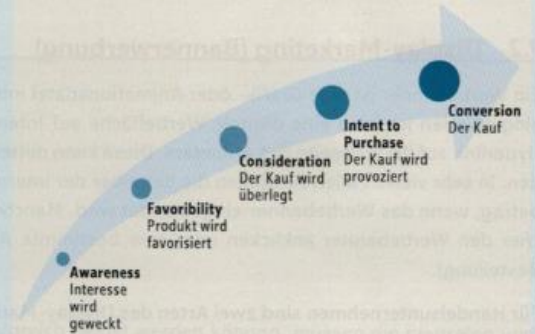 Awareness
Interesse
wird
geweckt
Favoribility
Produkt wird
favorisiert
Consideration
Der Kauf wird
überlegt
Intent to
Purchase
Der Kauf wird
provoziert
Conversion
Der Kauf